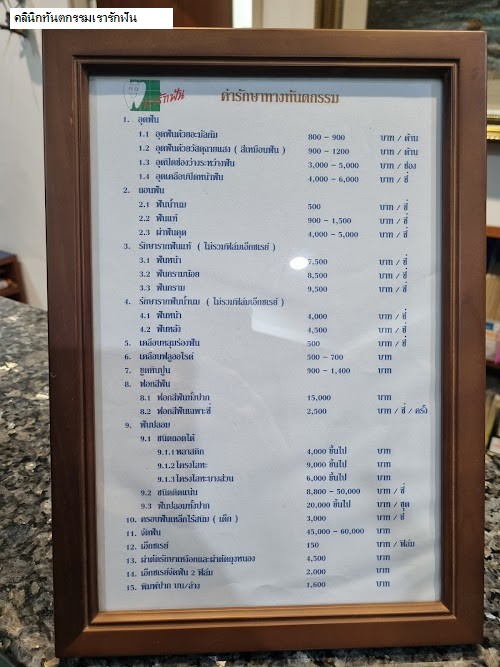 คลินิกทันตกรรมเรารักฟัน
เรารักฟัน
ค่ารักษาทางทันตกรรม
1. อุดฟัน
1.1 อุดฟันด้วยอะมัลกัม 800 - 900 บาท / ด้าน
1.2 อุดฟันด้วยวัสดุฉายแสง ( สีเหมือนฟัน ) 900 - 1200 บาท / ด้าน
1.3 อุดปิดช่องว่างระหว่างฟัน 3,000 - 5,000 บาท / ช่อง
1.4 อุดเคลือบปิดหน้าฟัน 4,000 - 6,000 บาท / ซี่
2. ถอนฟัน
2.1 ฟันน้ำนม 500 บาท / ซี่
2.2 ฟันแท้ 900 - 1,500 บาท / ซี่
2.3 ผ่าฟันคุด 4,000 - 5,000 บาท / ซี่
3. รักษารากฟันแท้ ( ไม่รวมฟิล์มเอ็กซเรย์ )
3.1 ฟันหน้า 7,500 บาท / ซี่
3.2 ฟันกรามน้อย 8,500 บาท / ซี่
3.3 ฟันกราม 9,500 บาท / ซี่
4. รักษารากฟันน้ำนม ( ไม่รวมฟิล์มเอ็กซเรย์ )
4.1 ฟันหน้า 4,000 บาท / ซี่
4.2 ฟันหลัง 4,500 บาท / ซี่
5. เคลือบหลุมร่องฟัน 500 บาท / ซี่
6. เคลือบฟลูออไรด์ 500 - 700 บาท
7. ขูดหินปูน 900 - 1,400 บาท
8. ฟอกสีฟัน
8.1 ฟอกสีฟันทั้งปาก 15,000 บาท
8.2 ฟอกสีฟันเฉพาะซี่ 2,500 บาท / ซี่ / ครั้ง
9. ฟันปลอม
9.1 ชนิดถอดได้
9.1.1 พลาสติก 4,000 ขึ้นไป บาท
9.1.2 โครงโลหะ 9,000 ขึ้นไป บาท
9.1.3 โครงโลหะบางส่วน 6,000 ขึ้นไป บาท
9.2 ชนิดติดแน่น 8,800 - 50,000 บาท / ซี่
9.3 ฟันปลอมทั้งปาก 20,000 ขึ้นไป บาท / ชุด
10. ครอบฟันเหล็กไร้สนิม ( เด็ก ) 3,000 บาท / ซี่
11. จัดฟัน 45,000 - 60,000 บาท
12. เอ็กซเรย์ 150 บาท / ฟิล์ม
13. ผ่าตัดรักษาเหงือกและผ่าตัดถุงหนอง 4,500 บาท
14. เอ็กซเรย์จัดฟัน 2 ฟิล์ม 2,000 บาท
15. พิมพ์ปาก บน/ล่าง 1,600 บาท